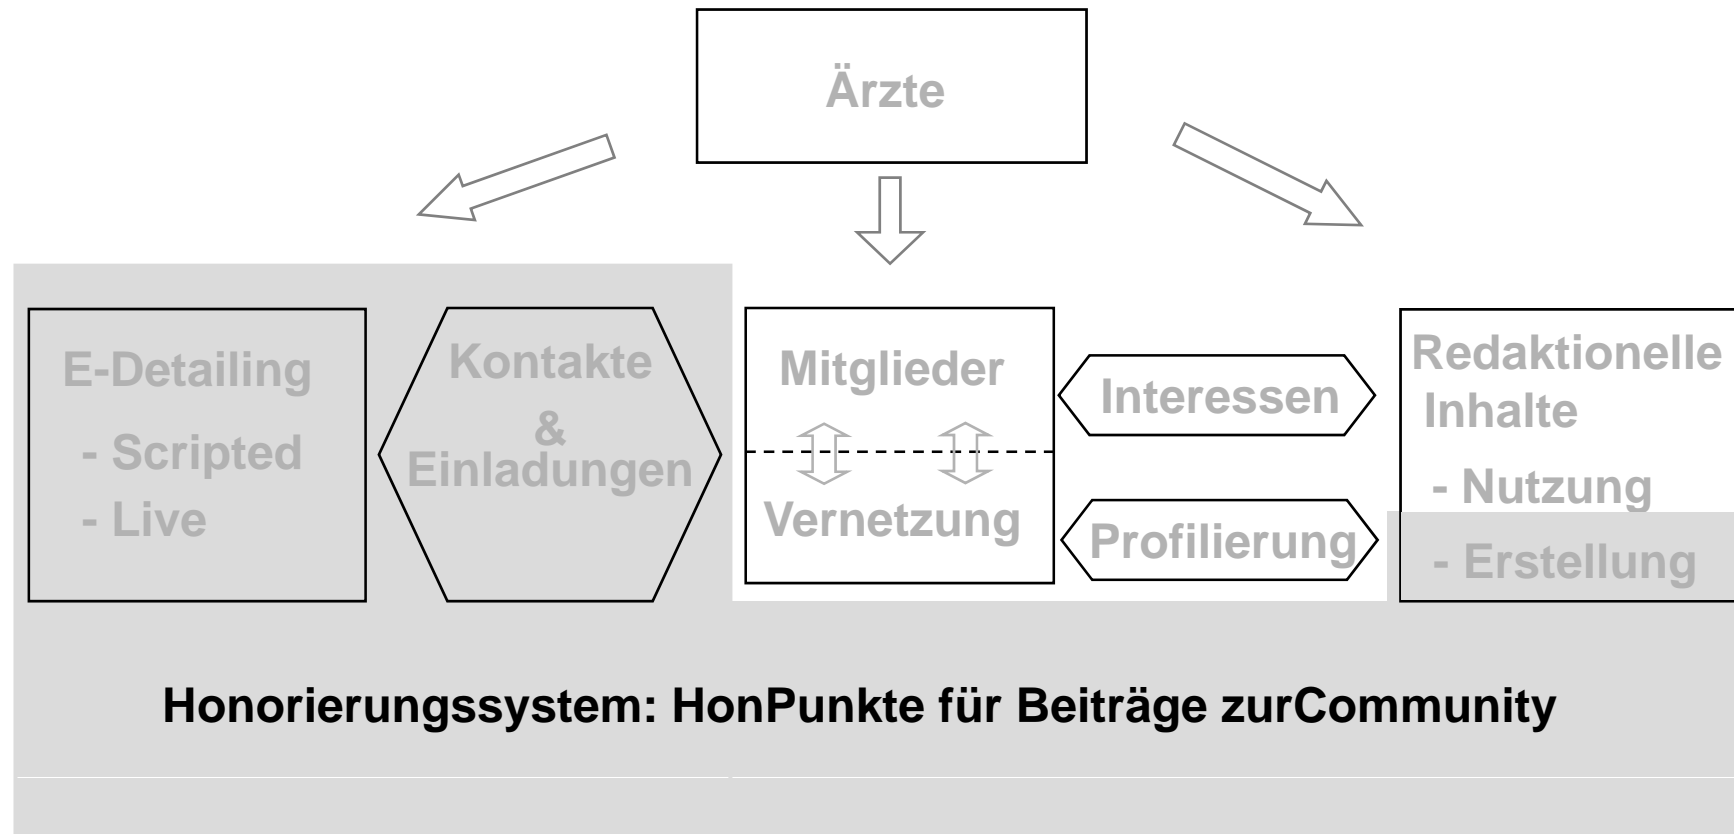 Ärzte
E-Detailing
- Scripted
- Live
Kontakte
&
Einladungen
Mitglieder
Vernetzung
Interessen
Profilierung
Redaktionelle
Inhalte
- Nutzung
- Erstellung
Honorierungssystem: HonPunkte für Beiträge zurCommunity